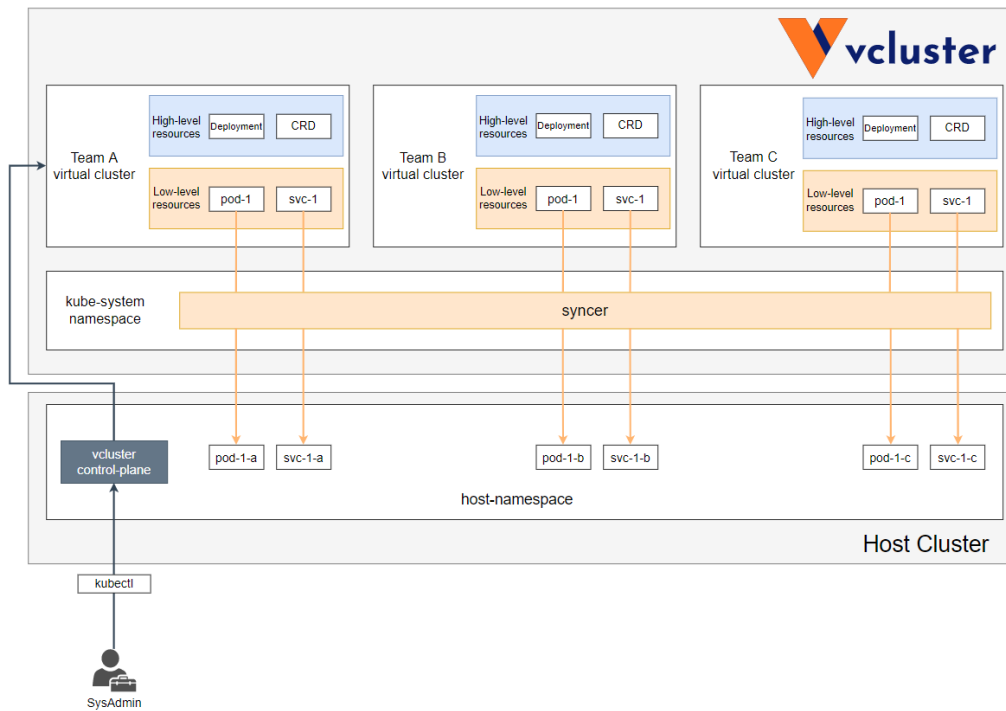 vcluster
High-level
resources
Deployment
CRD
Team A
virtual cluster
Low-level
resources
pod-1
svc-1
High-level
resources
Deployment
CRD
Team B
virtual cluster
Low-level
resources
pod-1
svc-1
High-level
resources
Deployment
CRD
Team C
virtual cluster
Low-level
resources
pod-1
svc-1
kube-system
namespace
syncer
vcluster
control-plane
pod-1-a
svc-1-a
pod-1-b
svc-1-b
pod-1-c
svc-1-c
host-namespace
Host Cluster
kubectl
SysAdmin